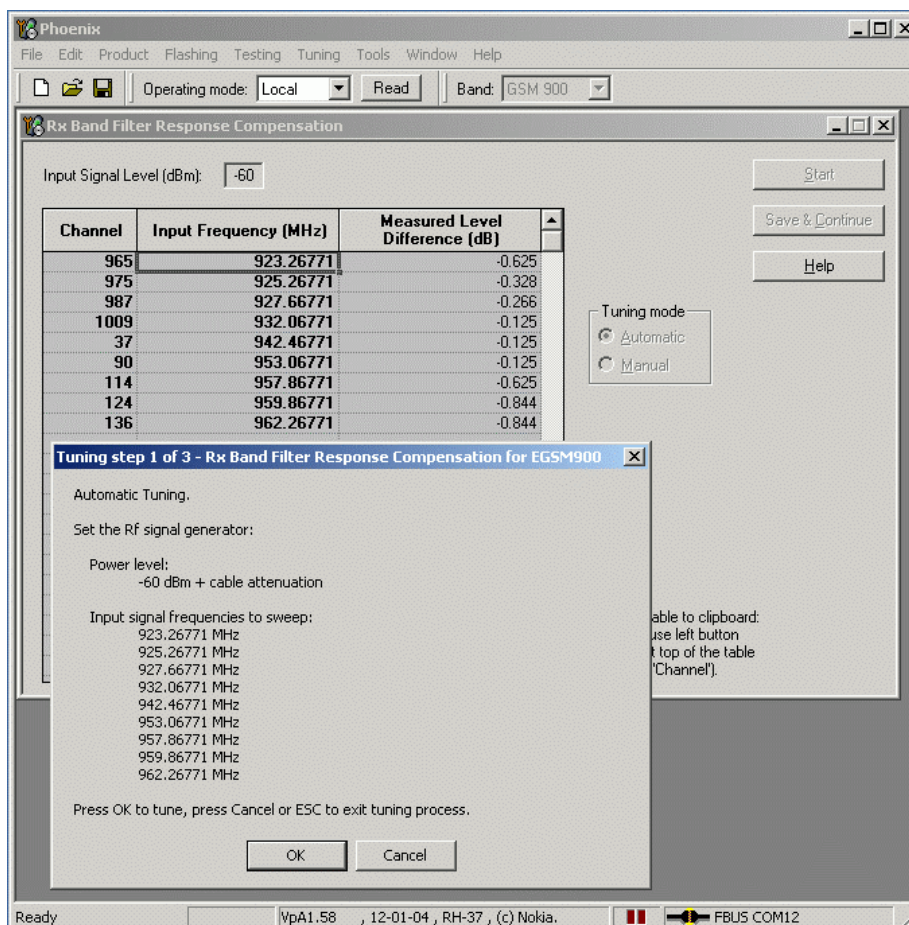 Phoenix
File Edit Product Flashing Testing Tuning Tools Window Help
Operating mode: Local Read Band: GSM 900
Rx Band Filter Response Compensation
Input Signal Level (dBm): -60
Start
Save & Continue
Help
Channel Input Frequency (MHz) Measured Level Difference (dB)
965 923.26771 -0.625
975 925.26771 -0.328
987 927.66771 -0.266
1009 932.06771 -0.125
37 942.46771 -0.125
90 953.06771 -0.125
114 957.86771 -0.625
124 959.86771 -0.844
136 962.26771 -0.844
Tuning mode
Automatic
Manual
Tuning step 1 of 3 - Rx Band Filter Response Compensation for EGSM900
Automatic Tuning.
Set the Rf signal generator:
Power level:
-60 dBm + cable attenuation
Input signal frequencies to sweep:
923.26771 MHz
925.26771 MHz
927.66771 MHz
932.06771 MHz
942.46771 MHz
953.06771 MHz
957.86771 MHz
959.86771 MHz
962.26771 MHz
Press OK to tune, press Cancel or ESC to exit tuning process.
OK Cancel
able to clipboard:
use left button
t top of the table
'Channel').
Ready VpA1.58 , 12-01-04 , RH-37 , (c) Nokia. FBUS COM12